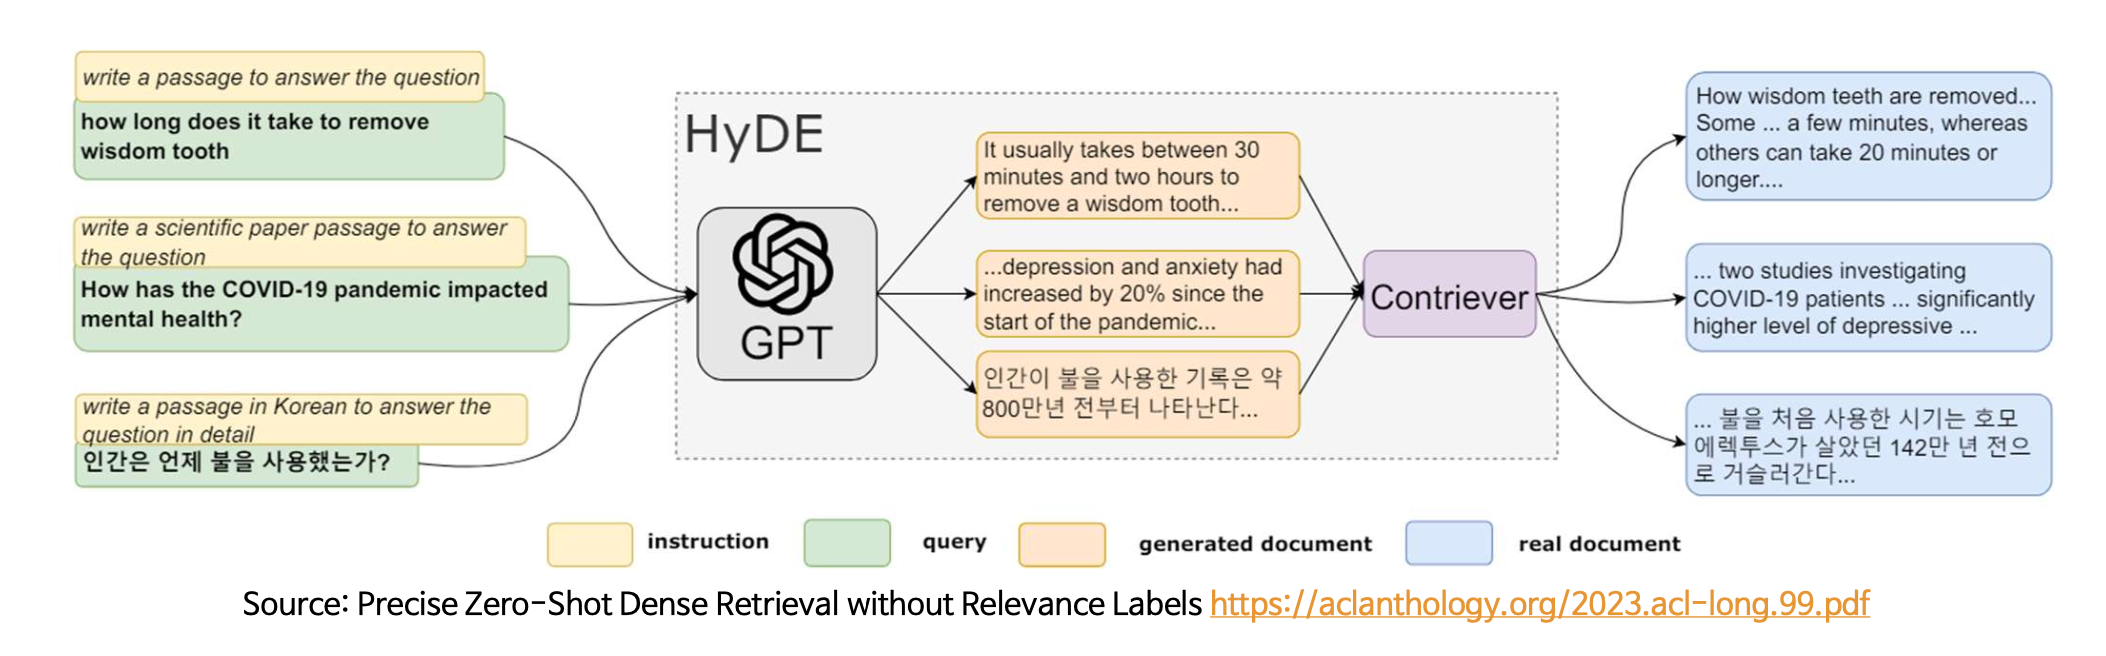 write a passage to answer the question
how long does it take to remove
wisdom tooth
write a scientific paper passage to answer
the question
How has the COVID-19 pandemic impacted
mental health?
write a passage in Korean to answer the
question in detail
인간은 언제 불을 사용했는가?
HyDE
GPT
It usually takes between 30
minutes and two hours to
remove a wisdom tooth...
...depression and anxiety had
increased by 20% since the
start of the pandemic...
인간이 불을 사용한 기록은 약
800만년 전부터 나타난다...
Contriever
How wisdom teeth are removed...
Some ... a few minutes, whereas
others can take 20 minutes or
longer....
... two studies investigating
COVID-19 patients ... significantly
higher level of depressive ...
... 불을 처음 사용한 시기는 호모
에렉투스가 살았던 142만 년 전으
로 거슬러간다...
instruction
query
generated document
real document
Source: Precise Zero-Shot Dense Retrieval without Relevance Labels https://aclanthology.org/2023.acl-long.99.pdf